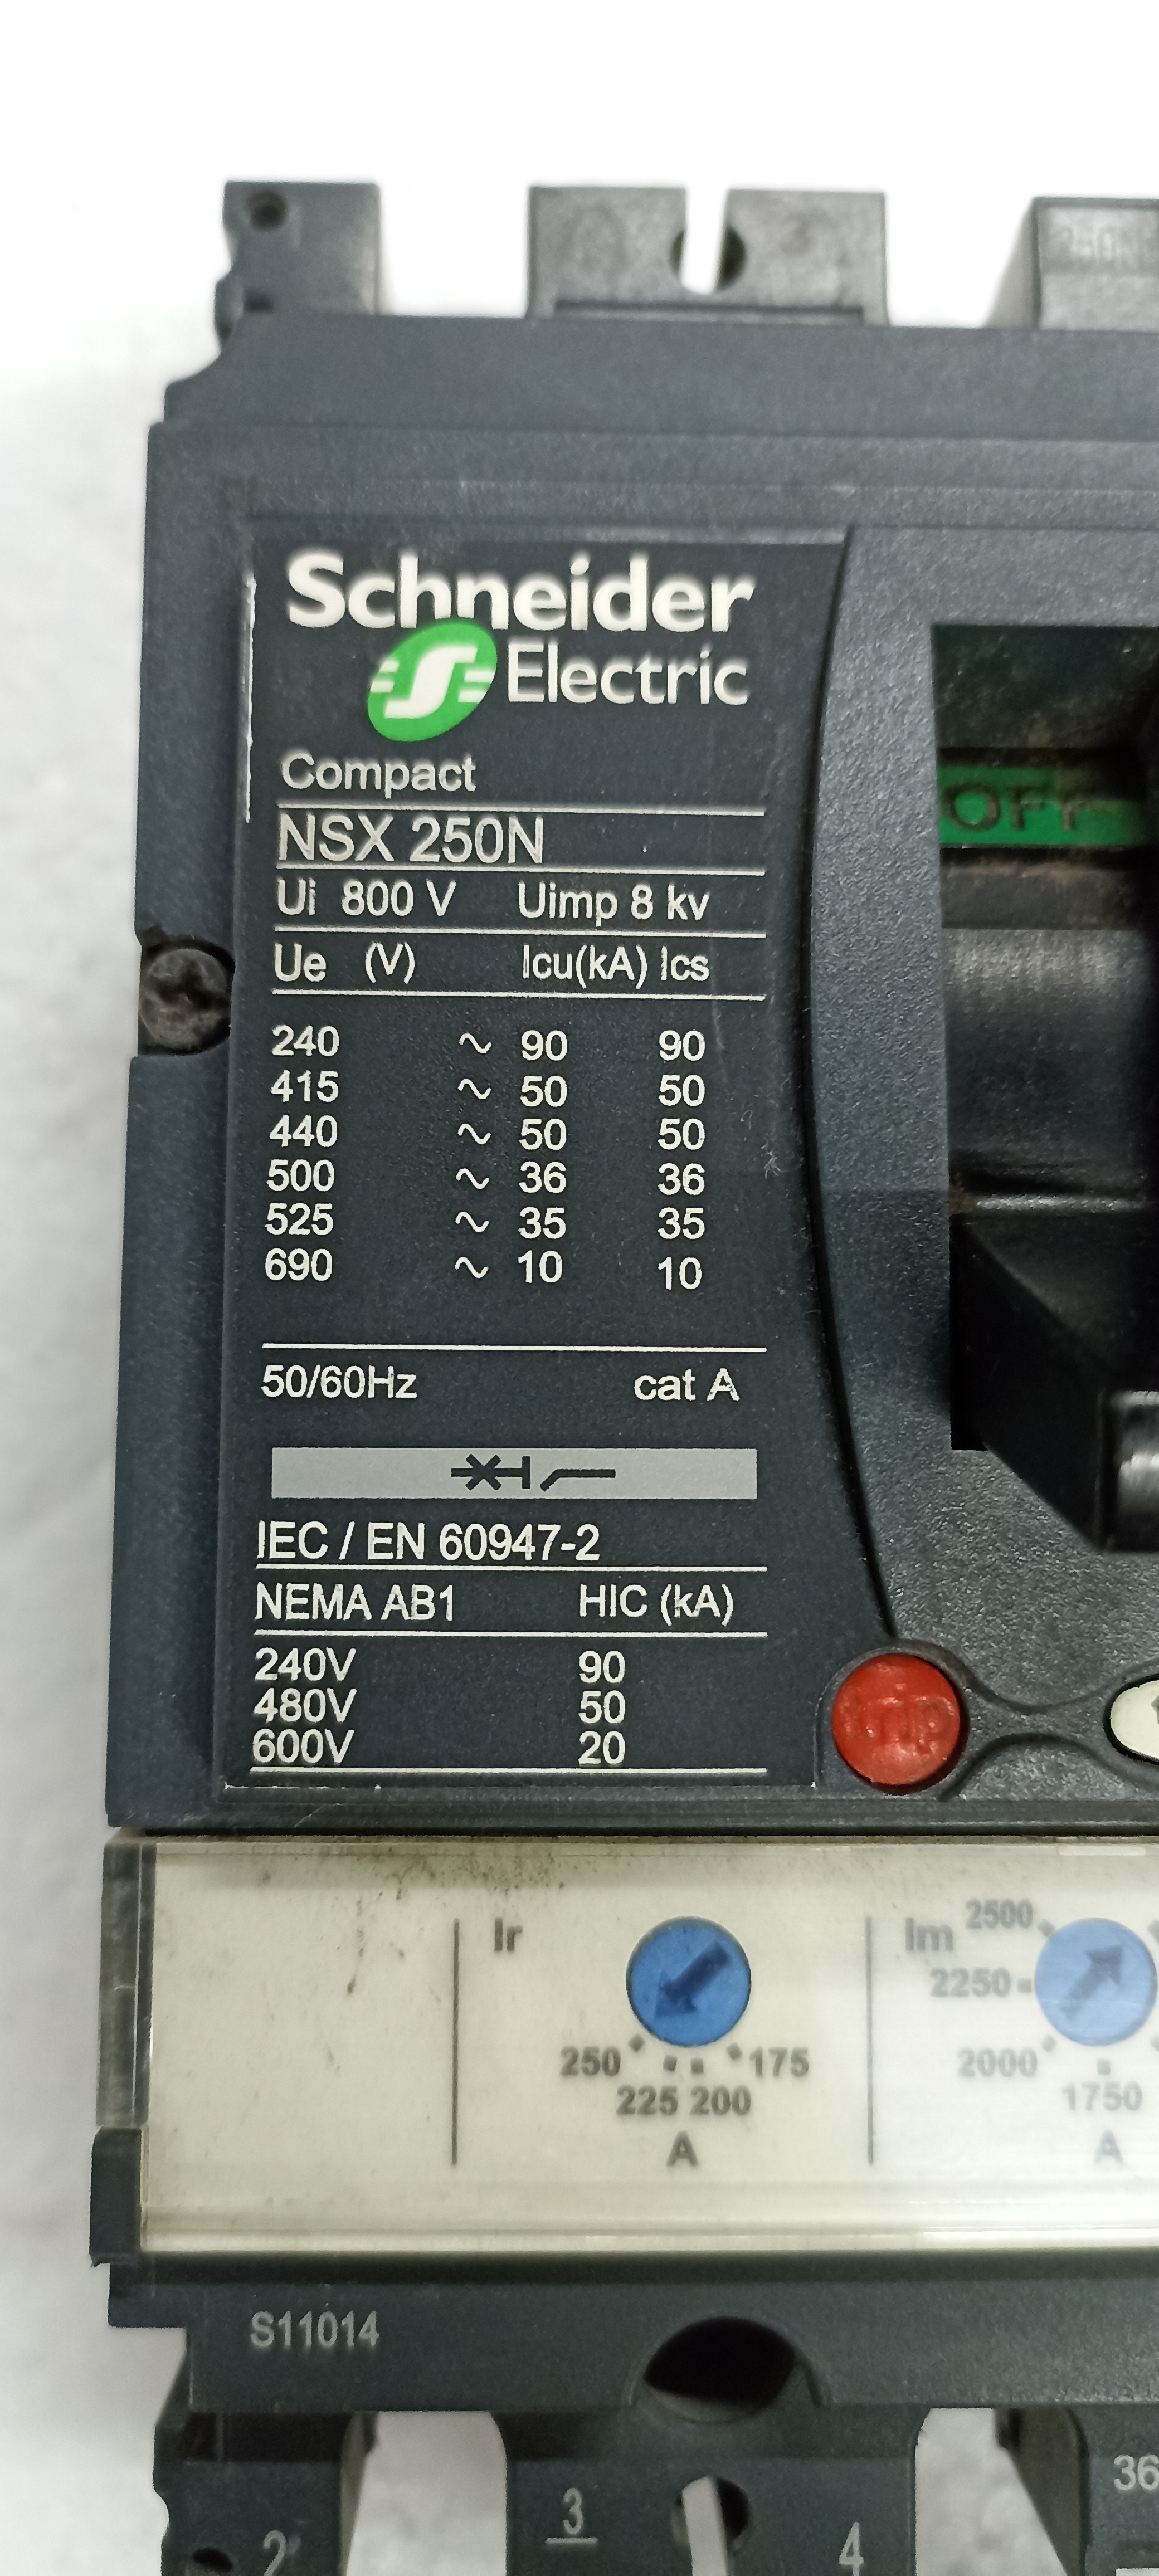 Schneider
Electric
Compact
NSX 250N
Ui 800 V Uimp 8 kv
Ue (V) Icu(kA) Ics
240 ~ 90 90
415 ~ 50 50
440 ~ 50 50
500 ~ 36 36
525 ~ 35 35
690 ~ 10 10
50/60Hz cat A
IEC / EN 60947-2
NEMA AB1 HIC (kA)
240V 90
480V 50
600V 20
OFF
Ir
250 225 200 175
A
Im 2500
2250
2000
1750
A
S11014
36
2
3
4